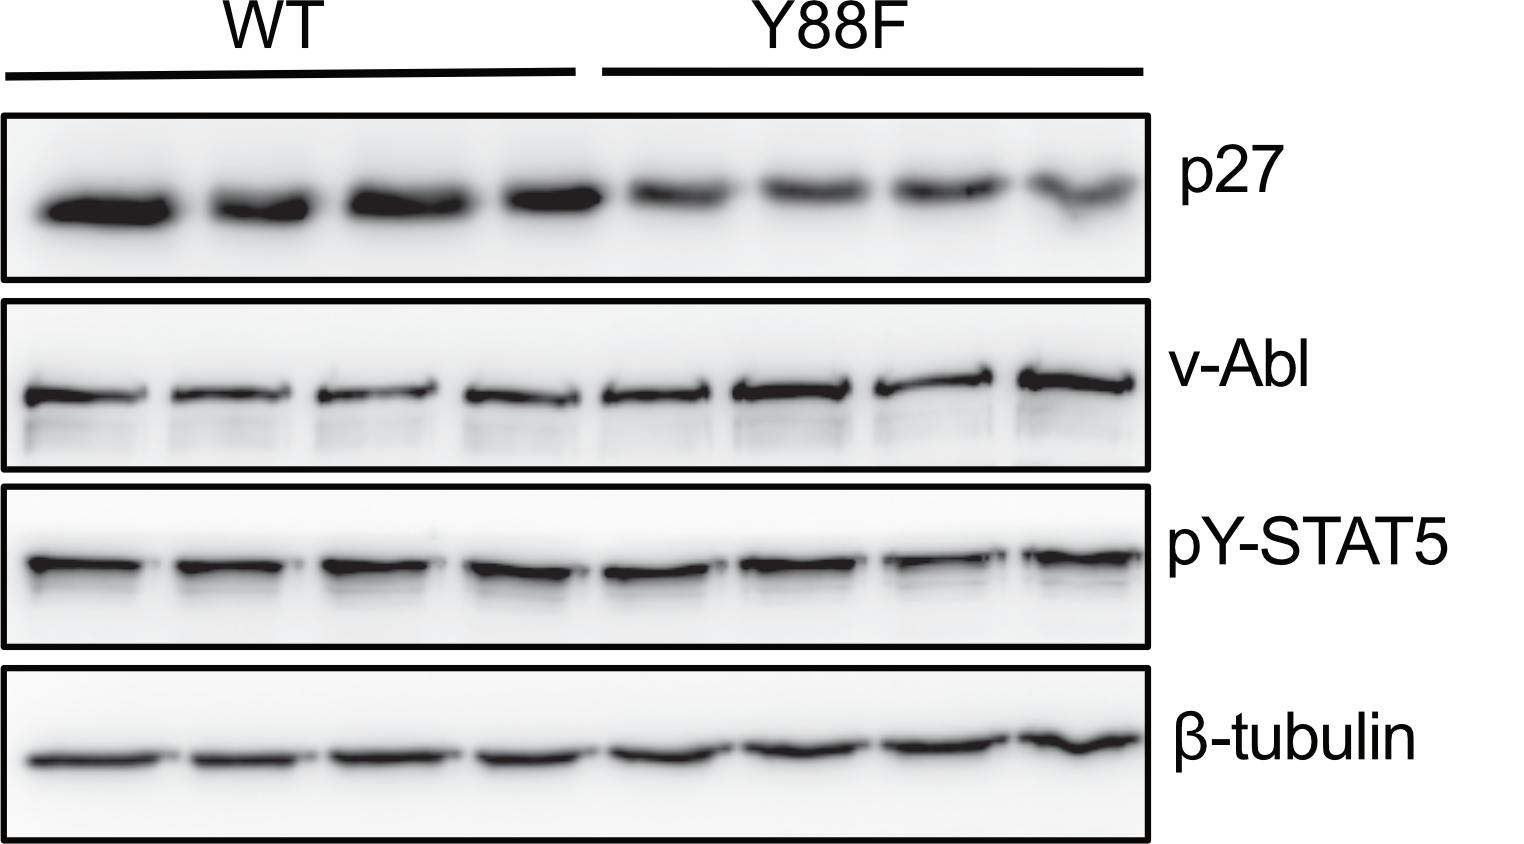 WT
Y88F
p27
v-Abl
pY-STAT5
β-tubulin